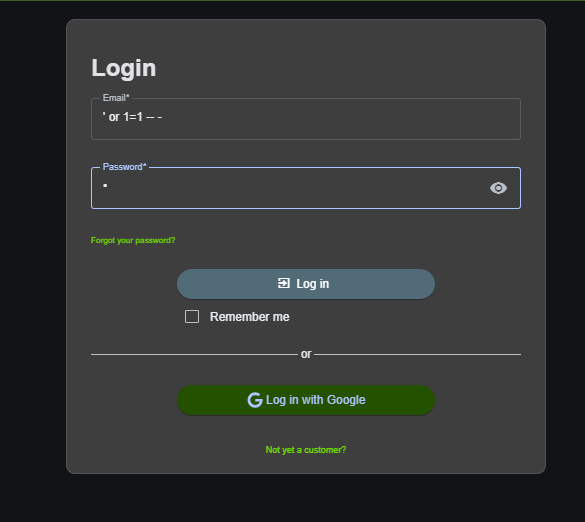 Login
Email*
' or 1=1 -- -
Password*
•
Forgot your password?
Log in
Remember me
or
Log in with Google
Not yet a customer?